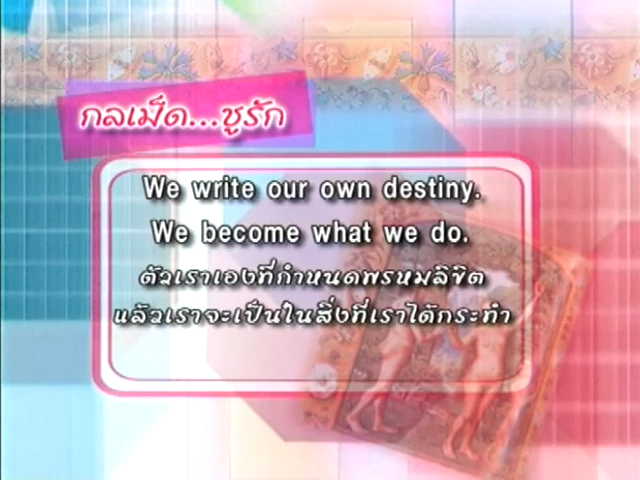 กลเม็ด...ชูรัก
We write our own destiny.
We become what we do.
ตัวเราเองที่กำหนดพรหมลิขิต
แล้วเราจะเป็นในสิ่งที่เราได้กระทำ